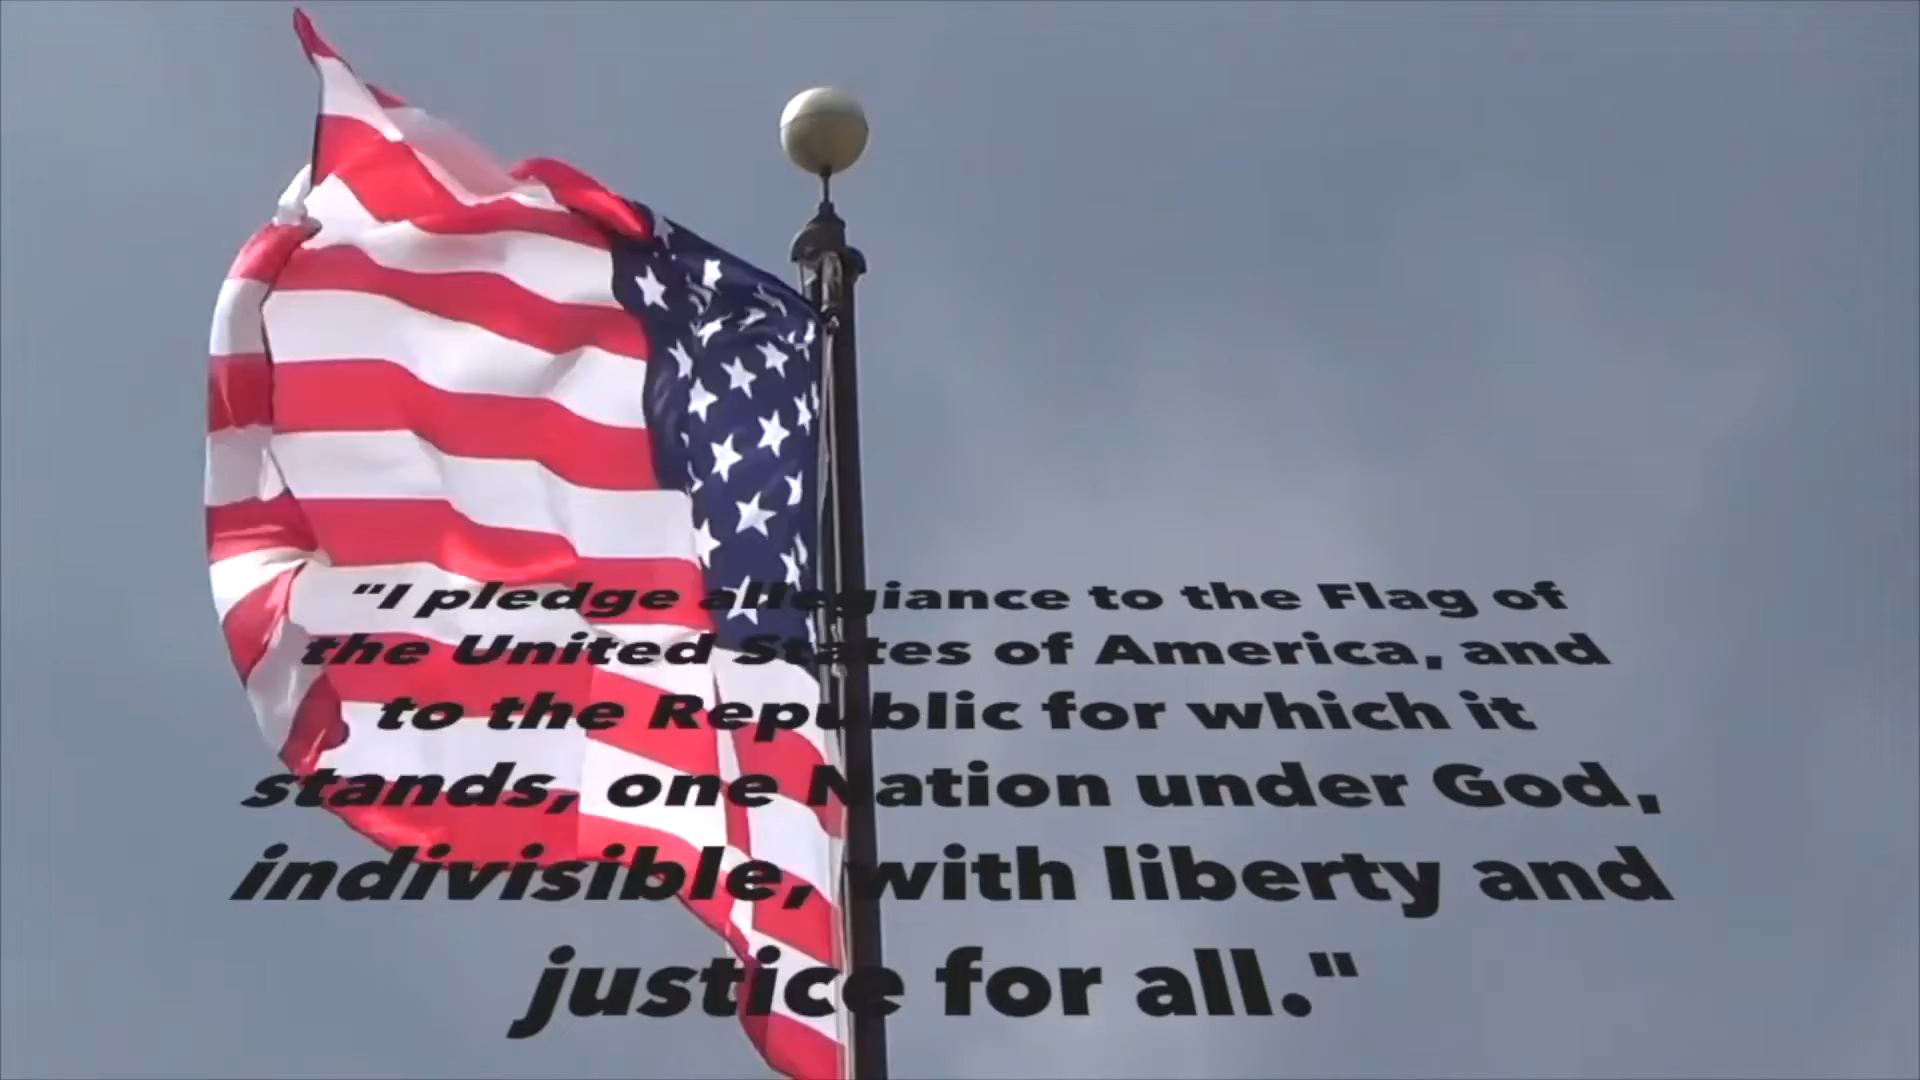 "I pledge allegiance to the Flag of
the United States of America, and
to the Republic for which it
stands, one Nation under God,
indivisible, with liberty and
justice for all."